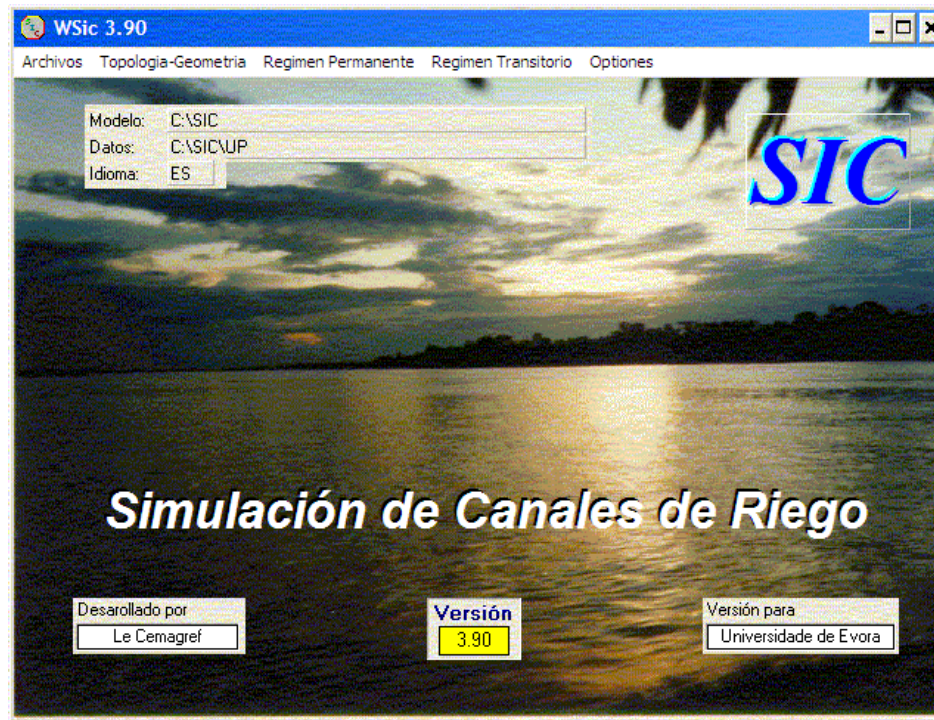 WSic 3.90
Archivos Topologia-Geometria Regimen Permanente Regimen Transitorio Optiones
Modelo: C:\SIC
Datos: C:\SIC\UP
Idioma: ES
SIC
Simulación de Canales de Riego
Desarollado por
Le Cemagref
Versión
3.90
Versión para
Universidade de Evora